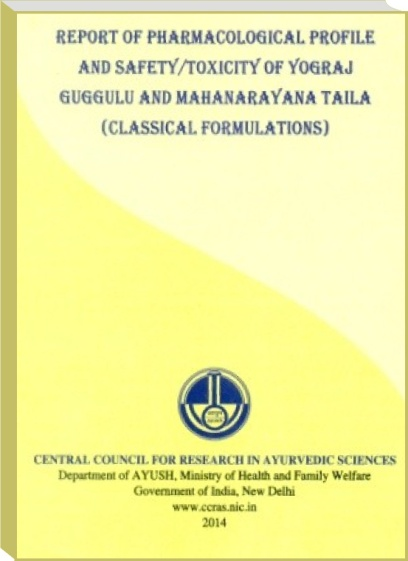 REPORT OF PHARMACOLOGICAL PROFILE
AND SAFETY/TOXICITY OF YOGRAJ
GUGGULU AND MAHANARAYANA TAILA
(CLASSICAL FORMULATIONS)
CENTRAL COUNCIL FOR RESEARCH IN AYURVEDIC SCIENCES
Department of AYUSH, Ministry of Health and Family Welfare
Government of India, New Delhi
www.ccras.nic.in
2014